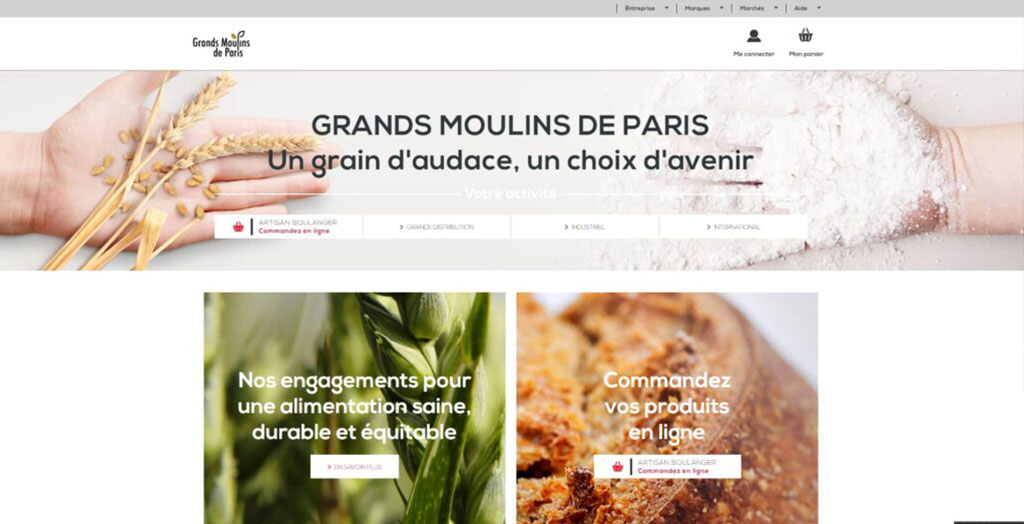 Entreprise
Marques
Marchés
Aide
Grands Moulins
de Paris
Me connecter
Mon panier
GRANDS MOULINS DE PARIS
Un grain d'audace, un choix d'avenir
Votre activité
ARTISAN BOULANGER
Commandez en ligne
GRANDE DISTRIBUTION
INDUSTRIEL
INTERNATIONAL
Nos engagements pour
une alimentation saine,
durable et équitable
EN SAVOIR PLUS
Commandez
vos produits
en ligne
ARTISAN BOULANGER
Commandez en ligne